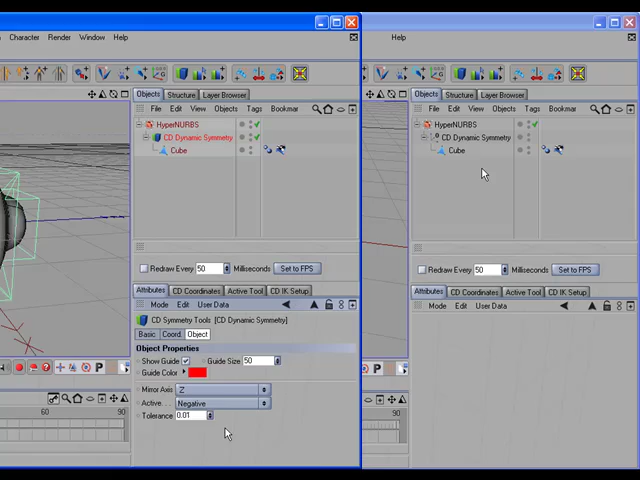 Character Render Window Help
Objects Structure Layer Browser
File Edit View Objects Tags Bookmar
HyperNURBS
CD Dynamic Symmetry
Cube
Redraw Every 50 Milliseconds Set to FPS
Attributes CD Coordinates Active Tool CD IK Setup
Mode Edit User Data
CD Symmetry Tools [CD Dynamic Symmetry]
Basic Coord. Object
Object Properties
Show Guide Guide Size 50
Guide Color
Mirror Axis Z
Active. . . Negative
Tolerance 0.01
60 90
Help
Objects Structure Layer Browser
File Edit View Objects Tags Bookmar
HyperNURBS
CD Dynamic Symmetry
Cube
Redraw Every 50 Milliseconds Set to FPS
Attributes CD Coordinates Active Tool CD IK Setup
Mode Edit User Data
90